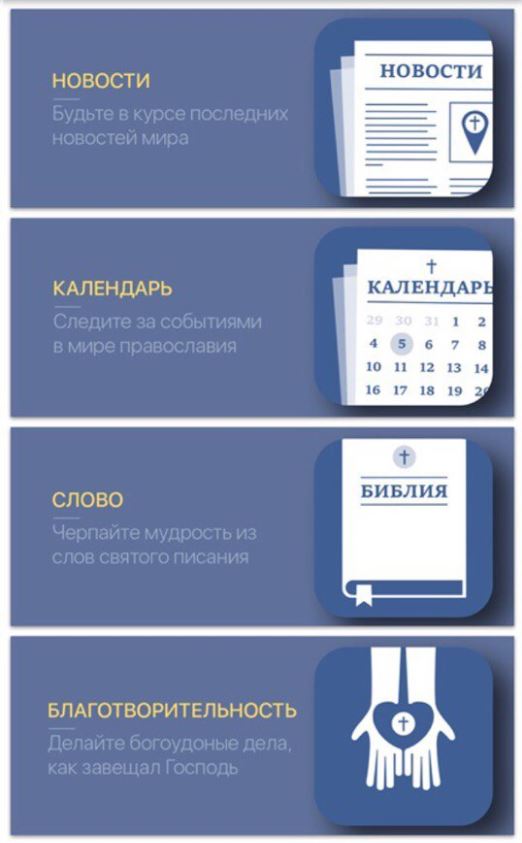 НОВОСТИ
Будьте в курсе последних
новостей мира
НОВОСТИ
КАЛЕНДАРЬ
Следите за событиями
в мире православия
КАЛЕНДАРЬ
29 30 31 1 2
4 5 6 7 8
10 11 12 13 14
16 17 18 19 20
СЛОВО
Черпайте мудрость из
слов святого писания
БИБЛИЯ
БЛАГОТВОРИТЕЛЬНОСТЬ
Делайте богоудоные дела,
как завещал Господь